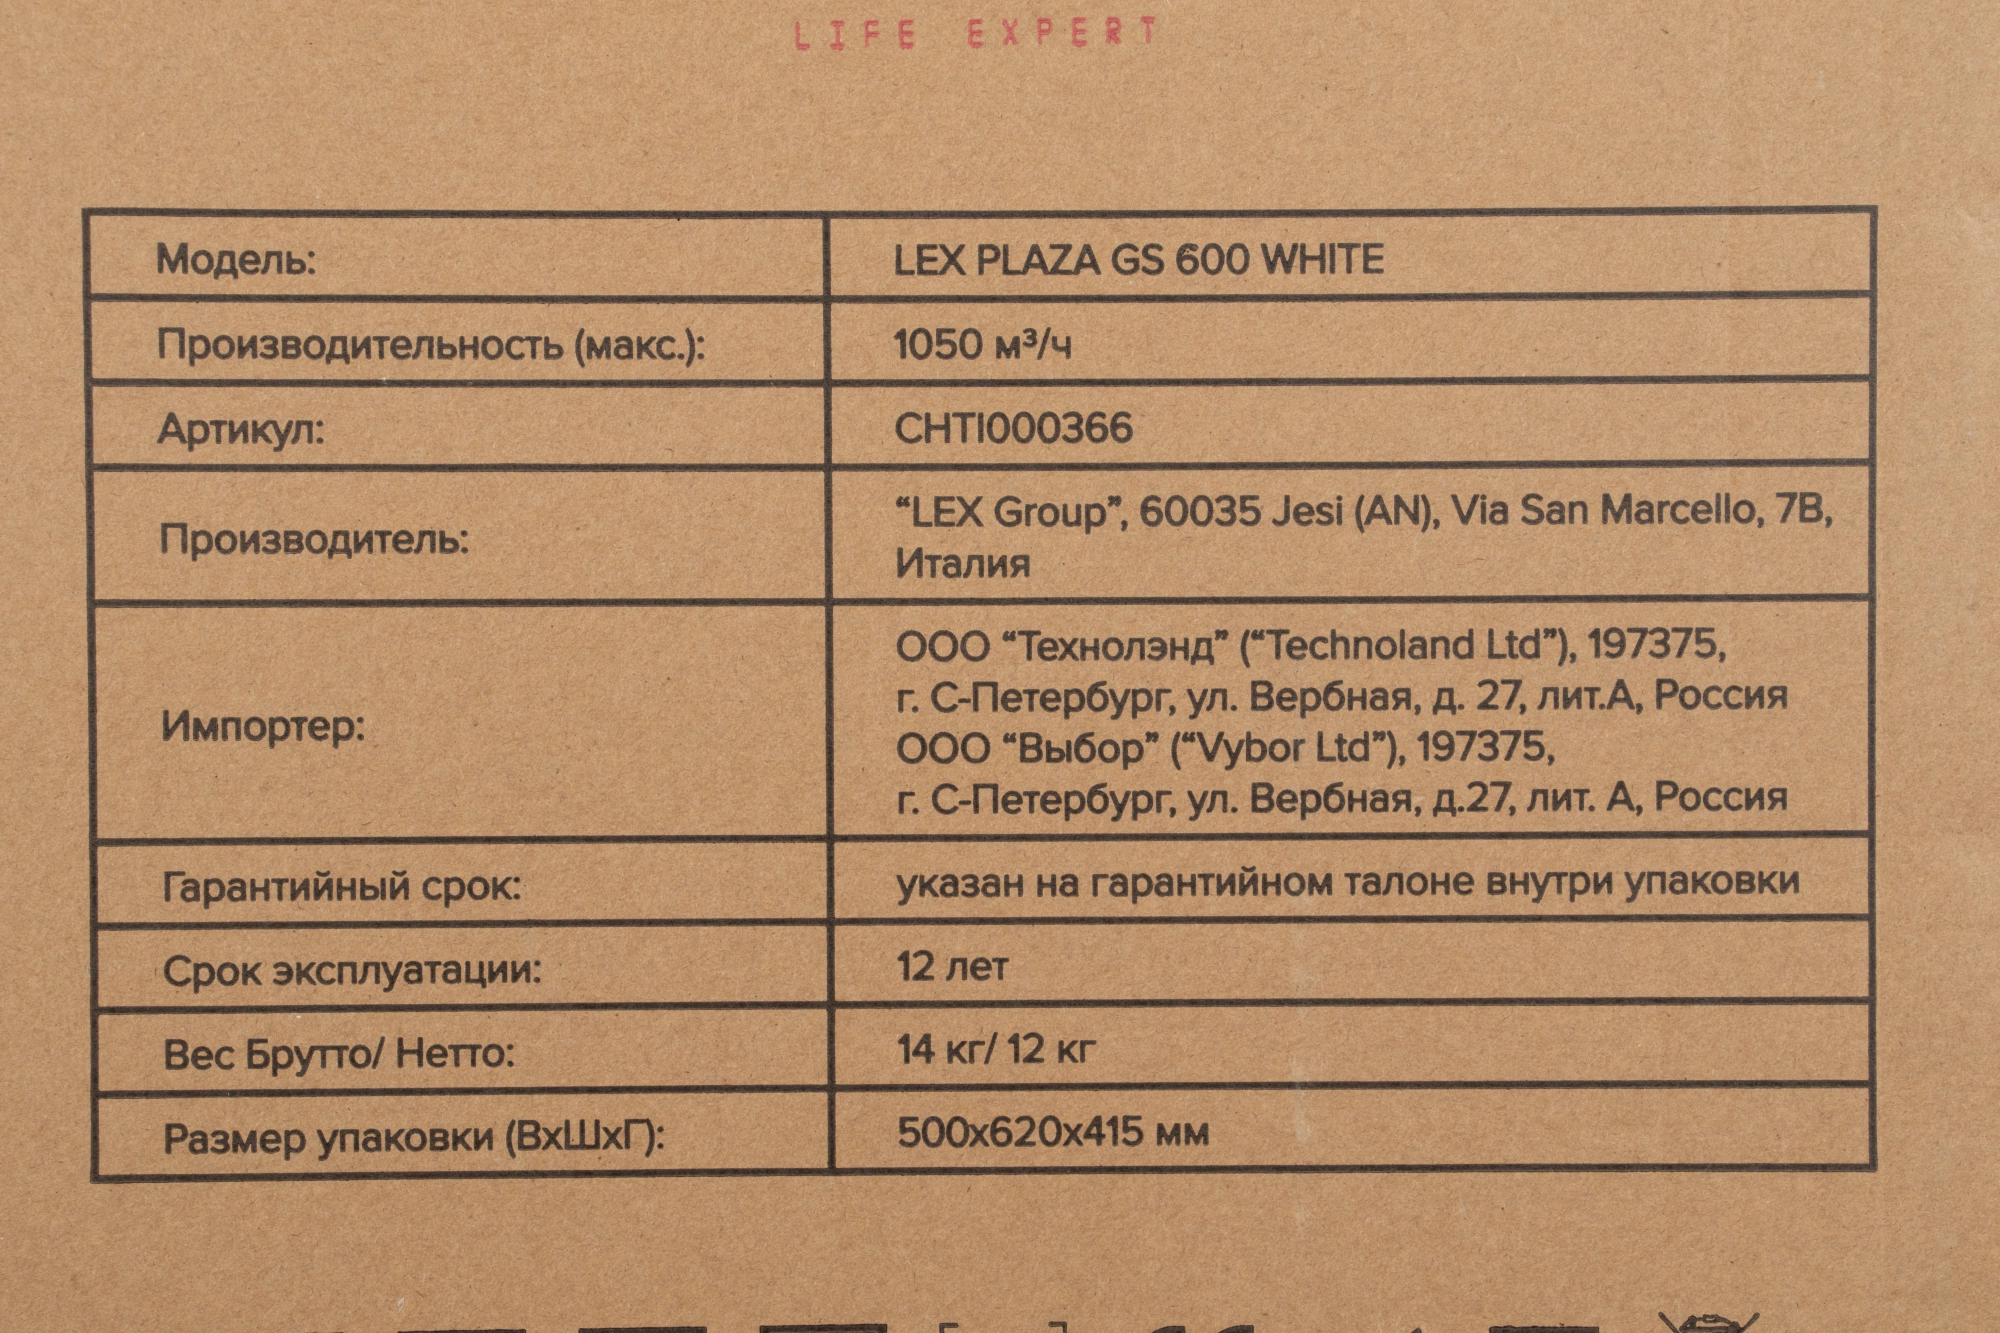 LIFE EXPERT
Модель: LEX PLAZA GS 600 WHITE
Производительность (макс.): 1050 м³/ч
Артикул: CHTI000366
Производитель: “LEX Group”, 60035 Jesi (AN), Via San Marcello, 7B,
Италия
Импортер: ООО “Технолэнд” (“Technoland Ltd”), 197375,
г. С-Петербург, ул. Вербная, д. 27, лит.А, Россия
ООО “Выбор” (“Vybor Ltd”), 197375,
г. С-Петербург, ул. Вербная, д.27, лит. А, Россия
Гарантийный срок: указан на гарантийном талоне внутри упаковки
Срок эксплуатации: 12 лет
Вес Брутто/ Нетто: 14 кг/ 12 кг
Размер упаковки (ВxШxГ): 500x620x415 мм